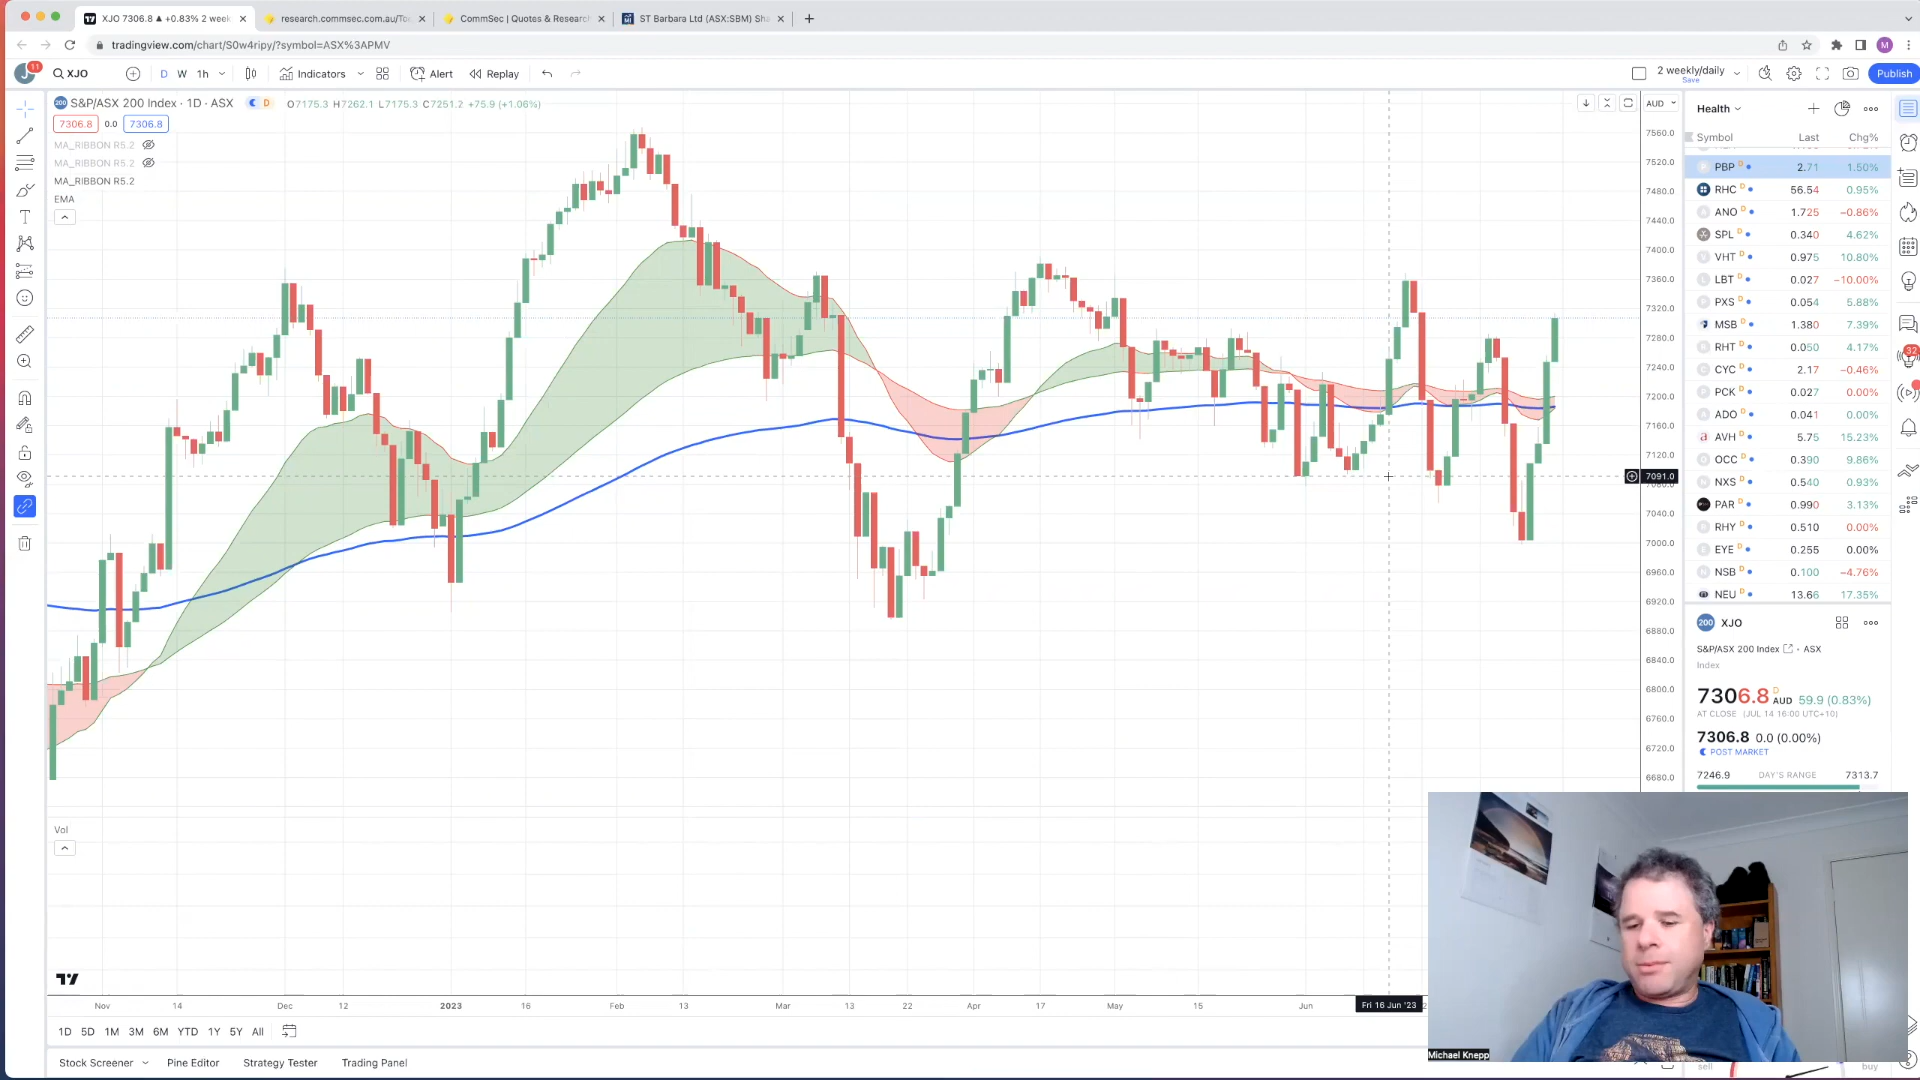 XJO 7306.8 ▲ +0.83% 2 week
research.commsec.com.au/To
CommSec | Quotes & Resear
ST Barbara Ltd (ASX:SBM) Sh
tradingview.com/chart/S0w4ripy/?symbol=ASX%3APMV
M
J 11 XJO D W 1h Indicators Alert Replay 2 weekly/daily Save Publish
200 S&P/ASX 200 Index · 1D · ASX D O7175.3 H7262.1 L7175.3 C7251.2 +75.9 (+1.06%)
7306.8 0.0 7306.8
MA_RIBBON R5.2
MA_RIBBON R5.2
MA_RIBBON R5.2
EMA
AUD
7560.0
7520.0
7480.0
7440.0
7400.0
7360.0
7320.0
7280.0
7240.0
7200.0
7160.0
7120.0
7091.0
7040.0
7000.0
6960.0
6920.0
6880.0
6840.0
6800.0
6760.0
6720.0
6680.0
Vol
Nov 14 Dec 12 2023 16 Feb 13 Mar 13 22 Apr 17 May 15 Jun Fri 16 Jun '23
1D 5D 1M 3M 6M YTD 1Y 5Y All
Stock Screener Pine Editor Strategy Tester Trading Panel
Health
Symbol Last Chg%
PBP D 2.71 1.50%
RHC D 56.54 0.95%
ANO D 1.725 −0.86%
SPL D 0.340 4.62%
VHT D 0.975 10.80%
LBT D 0.027 −10.00%
PXS D 0.054 5.88%
MSB D 1.380 7.39%
RHT D 0.050 4.17%
CYC D 2.17 −0.46%
PCK D 0.027 0.00%
ADO D 0.041 0.00%
AVH D 5.75 15.23%
OCC D 0.390 9.86%
NXS D 0.540 0.93%
PAR D 0.990 3.13%
RHY D 0.510 0.00%
EYE D 0.255 0.00%
NSB D 0.100 −4.76%
NEU D 13.66 17.35%
32
200 XJO
S&P/ASX 200 Index · ASX
Index
7306.8 D AUD 59.9 (0.83%)
AT CLOSE (JUL 14 16:00 UTC+10)
7306.8 0.0 (0.00%)
POST MARKET
7246.9 DAY'S RANGE 7313.7
Michael Knepp
sell buy